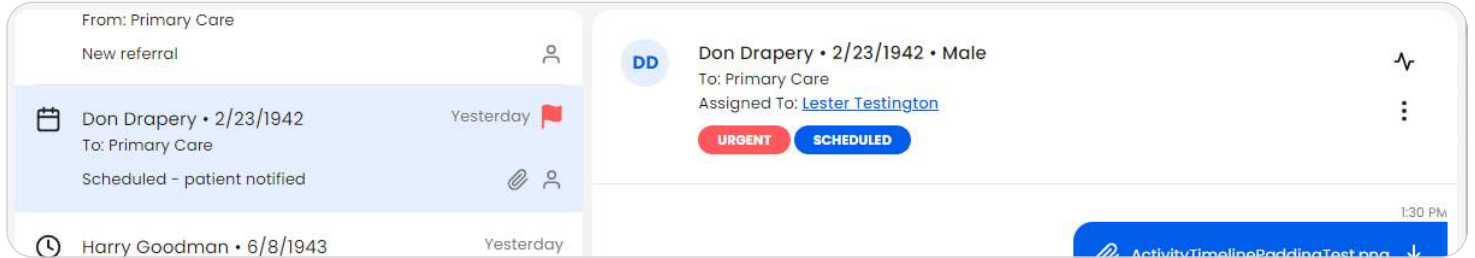 From: Primary Care
New referral
Don Drapery • 2/23/1942
Yesterday
To: Primary Care
Scheduled - patient notified
Harry Goodman • 6/8/1943
Yesterday
DD
Don Drapery • 2/23/1942 • Male
To: Primary Care
Assigned To: Lester Testington
URGENT SCHEDULED
1:30 PM
ActivityTimelinePaddingTest.png